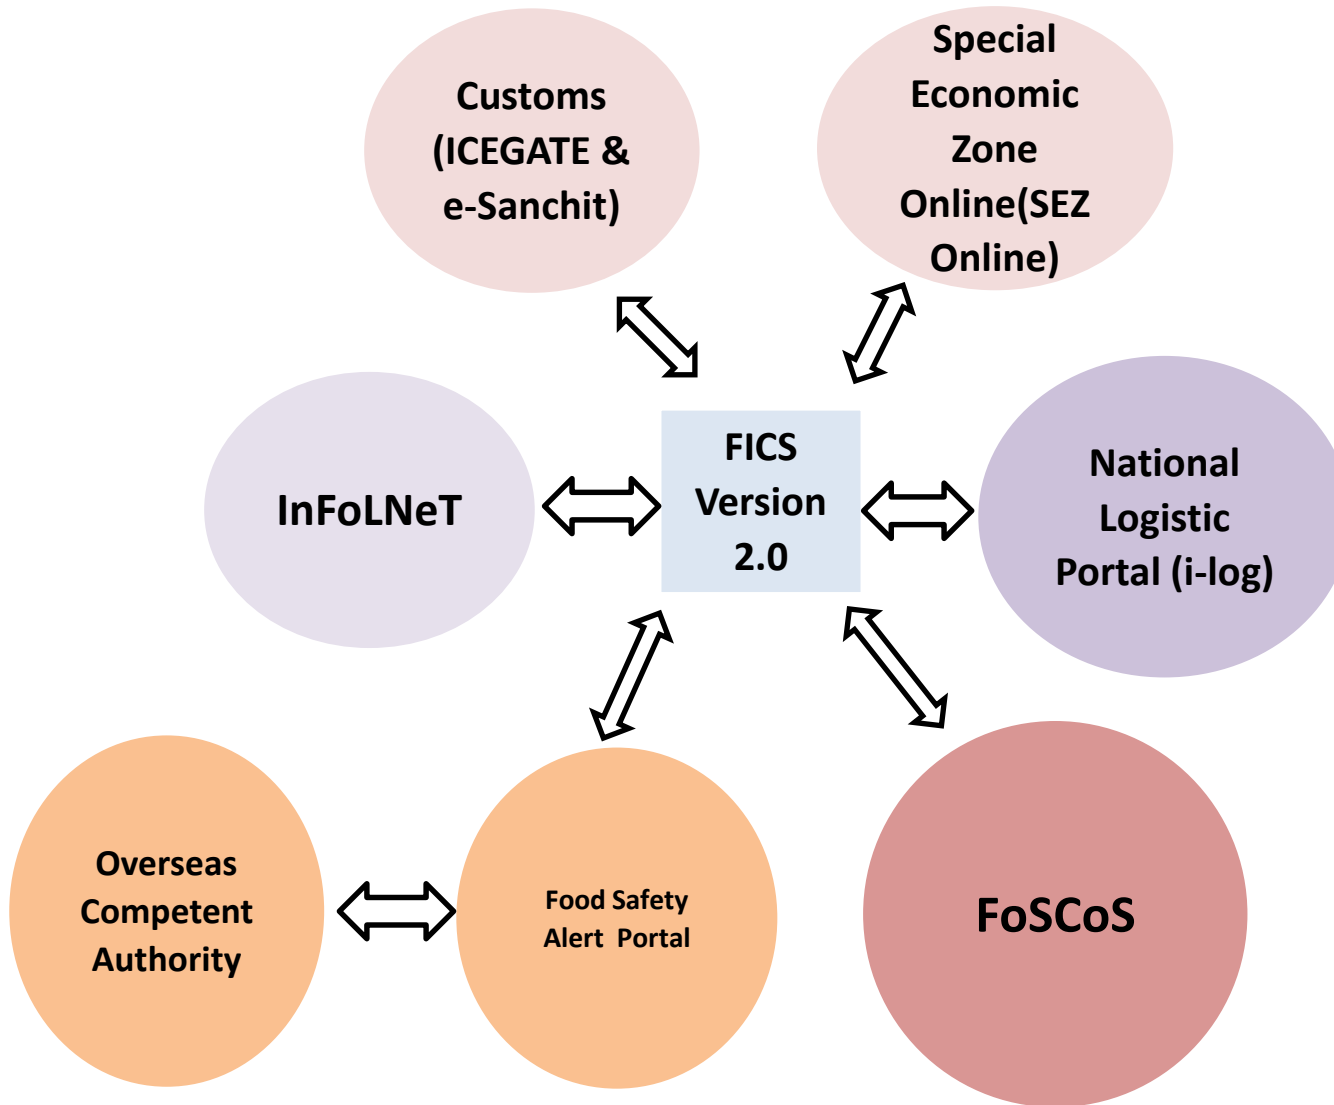 Customs
(ICEGATE &
e-Sanchit)
Special
Economic
Zone
Online(SEZ
Online)
InFoLNeT
FICS
Version
2.0
National
Logistic
Portal (i-log)
Overseas
Competent
Authority
Food Safety
Alert Portal
FoSCoS